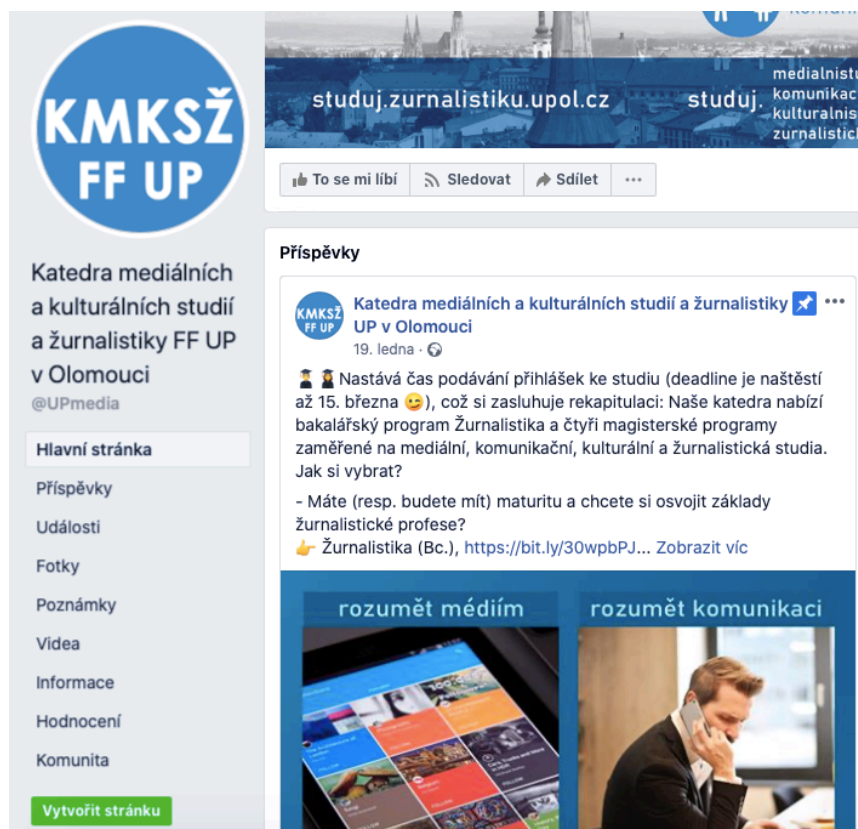 KMKSŽ
FF UP
Katedra mediálních
a kulturálních studií
a žurnalistiky FF UP
v Olomouci
@UPmedia
Hlavní stránka
Příspěvky
Události
Fotky
Poznámky
Videa
Informace
Hodnocení
Komunita
Vytvořit stránku
studuj.zurnalistiku.upol.cz
studuj.
To se mi líbí
Sledovat
Sdílet
Příspěvky
KMKSŽ
FF UP
Katedra mediálních a kulturálních studií a žurnalistiky
UP v Olomouci
19. ledna
Nastává čas podávání přihlášek ke studiu (deadline je naštěstí
až 15. března 😉), což si zasluhuje rekapitulaci: Naše katedra nabízí
bakalářský program Žurnalistika a čtyři magisterské programy
zaměřené na mediální, komunikační, kulturální a žurnalistická studia.
Jak si vybrat?
- Máte (resp. budete mít) maturitu a chcete si osvojit základy
žurnalistické profese?
👉 Žurnalistika (Bc.), https://bit.ly/30wpbPJ... Zobrazit víc
rozumět médiím
rozumět komunikaci